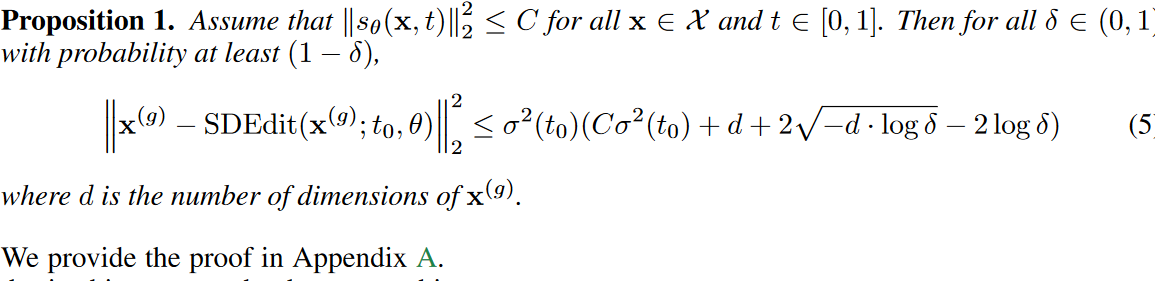 Proposition 1. Assume that ‖s_θ(x, t)‖₂² ≤ C for all x ∈ 𝒳 and t ∈ [0, 1]. Then for all δ ∈ (0, 1)
with probability at least (1 − δ),
‖x^(g) − SDEdit(x^(g); t₀, θ)‖₂² ≤ σ²(t₀)(Cσ²(t₀) + d + 2√(−d · log δ) − 2 log δ) (5)
where d is the number of dimensions of x^(g).
We provide the proof in Appendix A.